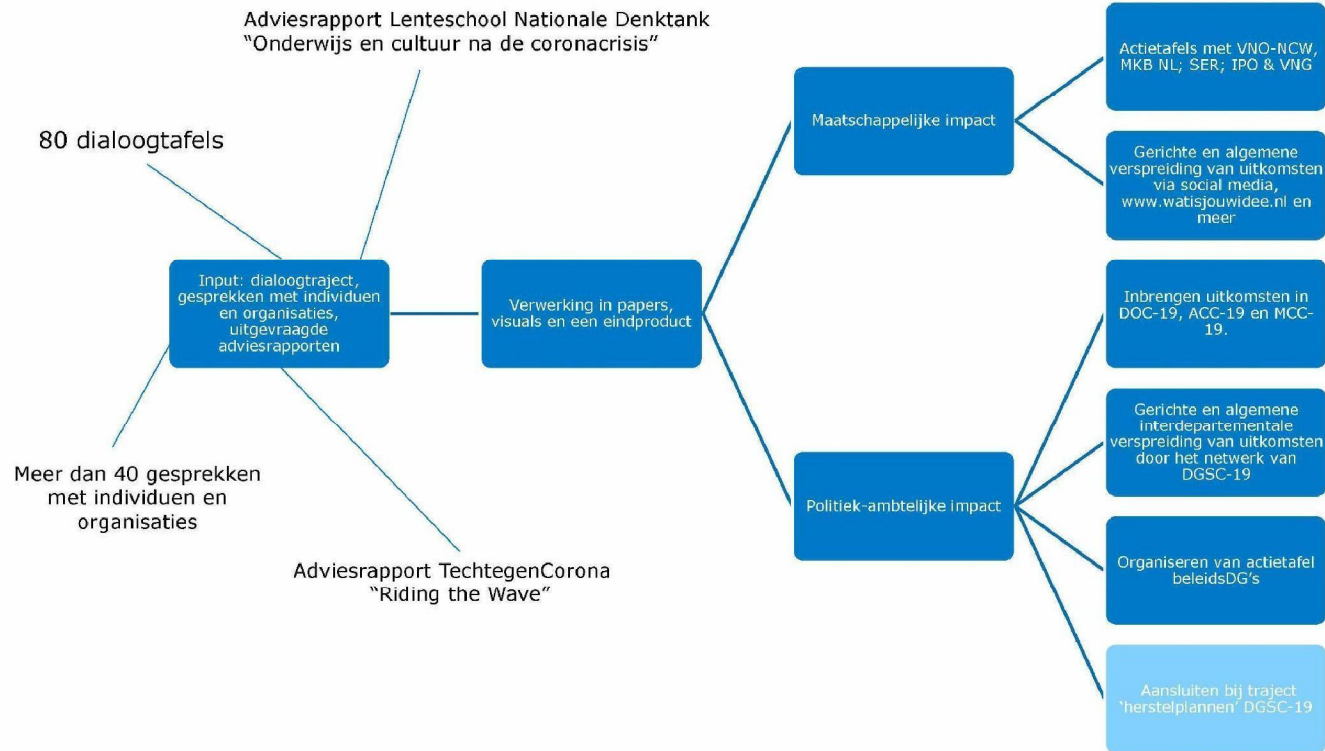 Adviesrapport Lenteschool Nationale Denktank
“Onderwijs en cultuur na de coronacrisis”
80 dialoogtafels
Input: dialoogtraject,
gesprekken met individuen
en organisaties,
uitgevraagde
adviesrapporten
Meer dan 40 gesprekken
met individuen en
organisaties
Adviesrapport TechtegenCorona
“Riding the Wave”
Verwerking in papers,
visuals en een eindproduct
Maatschappelijke impact
Actietafels met VNO-NCW,
MKB NL; SER; IPO & VNG
Gerichte en algemene
verspreiding van uitkomsten
via social media,
www.watisjouwidee.nl en
meer
Politiek-ambtelijke impact
Inbrengen uitkomsten in
DOC-19, ACC-19 en MCC-
19.
Gerichte en algemene
interdepartementale
verspreiding van uitkomsten
door het netwerk van
DGSC-19
Organiseren van actietafel
beleidsDG’s
Aansluiten bij traject
‘herstelplannen’ DGSC-19